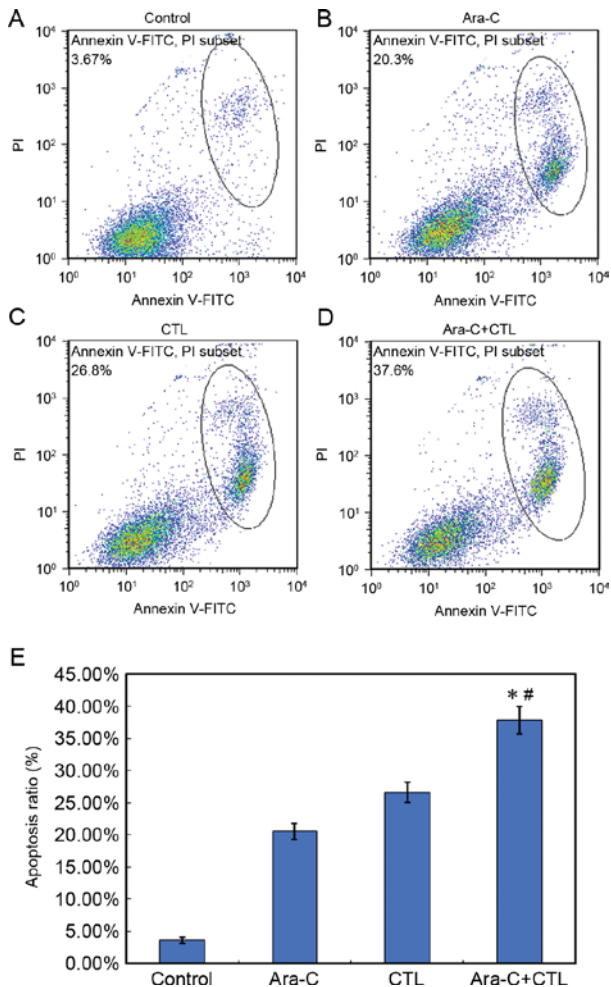 A
Control
10⁴
Annexin V-FITC, PI subset
3.67%
10³
PI
10²
10¹
10⁰
10⁰ 10¹ 10² 10³ 10⁴
Annexin V-FITC
B
Ara-C
10⁴
Annexin V-FITC, PI subset
20.3%
10³
PI
10²
10¹
10⁰
10⁰ 10¹ 10² 10³ 10⁴
Annexin V-FITC
C
CTL
10⁴
Annexin V-FITC, PI subset
26.8%
10³
PI
10²
10¹
10⁰
10⁰ 10¹ 10² 10³ 10⁴
Annexin V-FITC
D
Ara-C+CTL
10⁴
Annexin V-FITC, PI subset
37.6%
10³
PI
10²
10¹
10⁰
10⁰ 10¹ 10² 10³ 10⁴
Annexin V-FITC
E
Apoptosis ratio (%)
45.00%
40.00%
35.00%
30.00%
25.00%
20.00%
15.00%
10.00%
5.00%
0.00%
* #
Control Ara-C CTL Ara-C+CTL